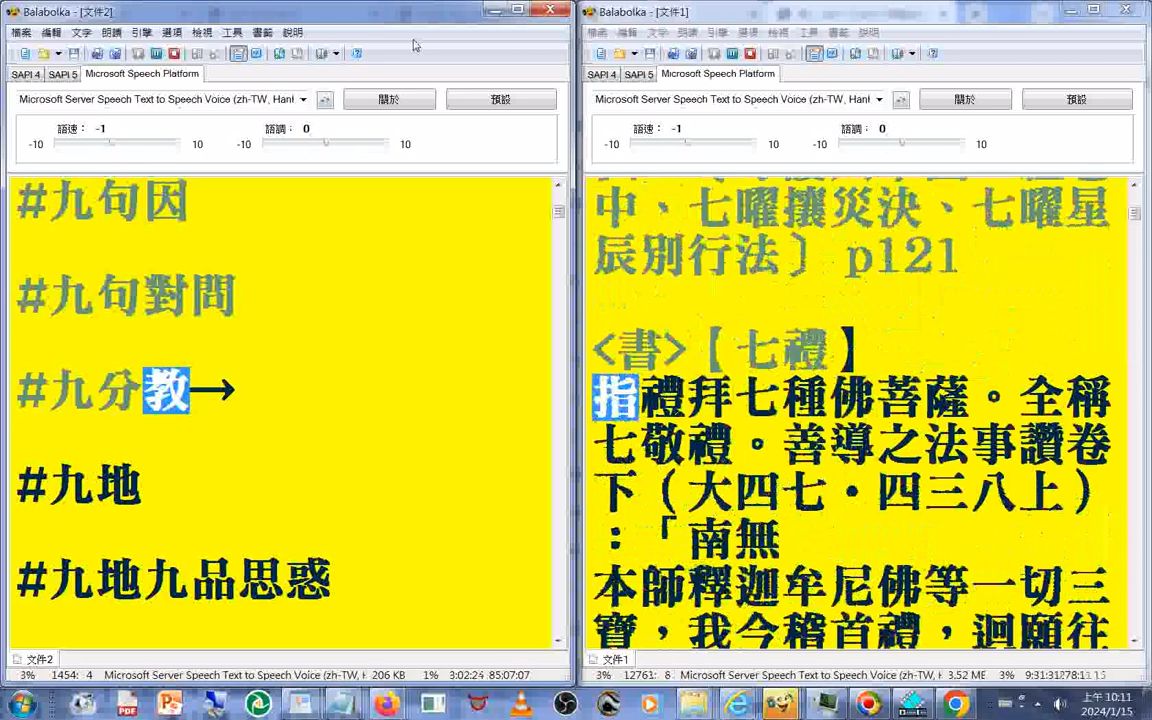 Balabolka - [文件2]
檔案 編輯 文字 朗讀 引擎 選項 檢視 工具 書籤 說明
SAPI 4 SAPI 5 Microsoft Speech Platform
Microsoft Server Speech Text to Speech Voice (zh-TW, Hanl
關於 預設
語速： -1 語調： 0
-10 10 -10 10
#九句因
#九句對問
#九分教→
#九地
#九地九品思惑
文件2
3% 1454: 4 Microsoft Server Speech Text to Speech Voice (zh-TW, H 206 KB 1% 3:02:24 85:07:07
Balabolka - [文件1]
檔案 編輯 文字 朗讀 引擎 選項 檢視 工具 書籤 說明
SAPI 4 SAPI 5 Microsoft Speech Platform
Microsoft Server Speech Text to Speech Voice (zh-TW, Hanl
關於 預設
語速： -1 語調： 0
-10 10 -10 10
中、七曜攘災決、七曜星
辰別行法〕 p121
<書>【七禮】
指禮拜七種佛菩薩。全稱
七敬禮。善導之法事讚卷
下（大四七・四三八上）
：「南無
本師釋迦牟尼佛等一切三
寶，我今稽首禮，迴願往
文件1
3% 12761: 8 Microsoft Server Speech Text to Speech Voice (zh-TW, H 3.52 MB 3%
上午 10:11
2024/1/15